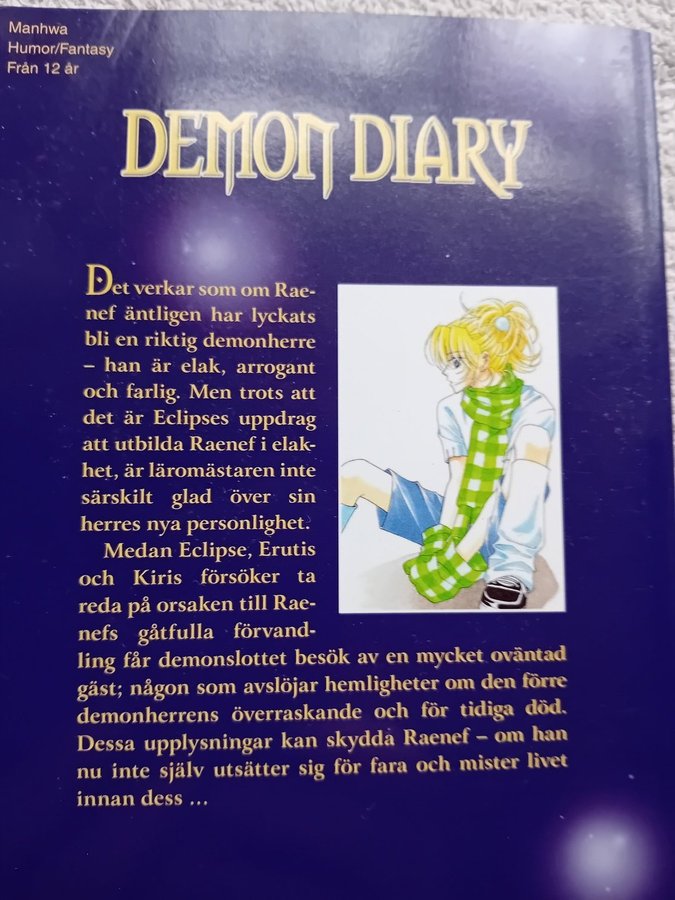 Manhwa
Humor/Fantasy
Från 12 år
DEMON DIARY
Det verkar som om Rae-
nef äntligen har lyckats
bli en riktig demonherre
– han är elak, arrogant
och farlig. Men trots att
det är Eclipses uppdrag
att utbilda Raenef i elak-
het, är läromästaren inte
särskilt glad över sin
herres nya personlighet.
Medan Eclipse, Erutis
och Kiris försöker ta
reda på orsaken till Rae-
nefs gåtfulla förvand-
ling får demonslottet besök av en mycket oväntad
gäst; någon som avslöjar hemligheter om den förre
demonherrens överraskande och för tidiga död.
Dessa upplysningar kan skydda Raenef – om han
nu inte själv utsätter sig för fara och mister livet
innan dess ...